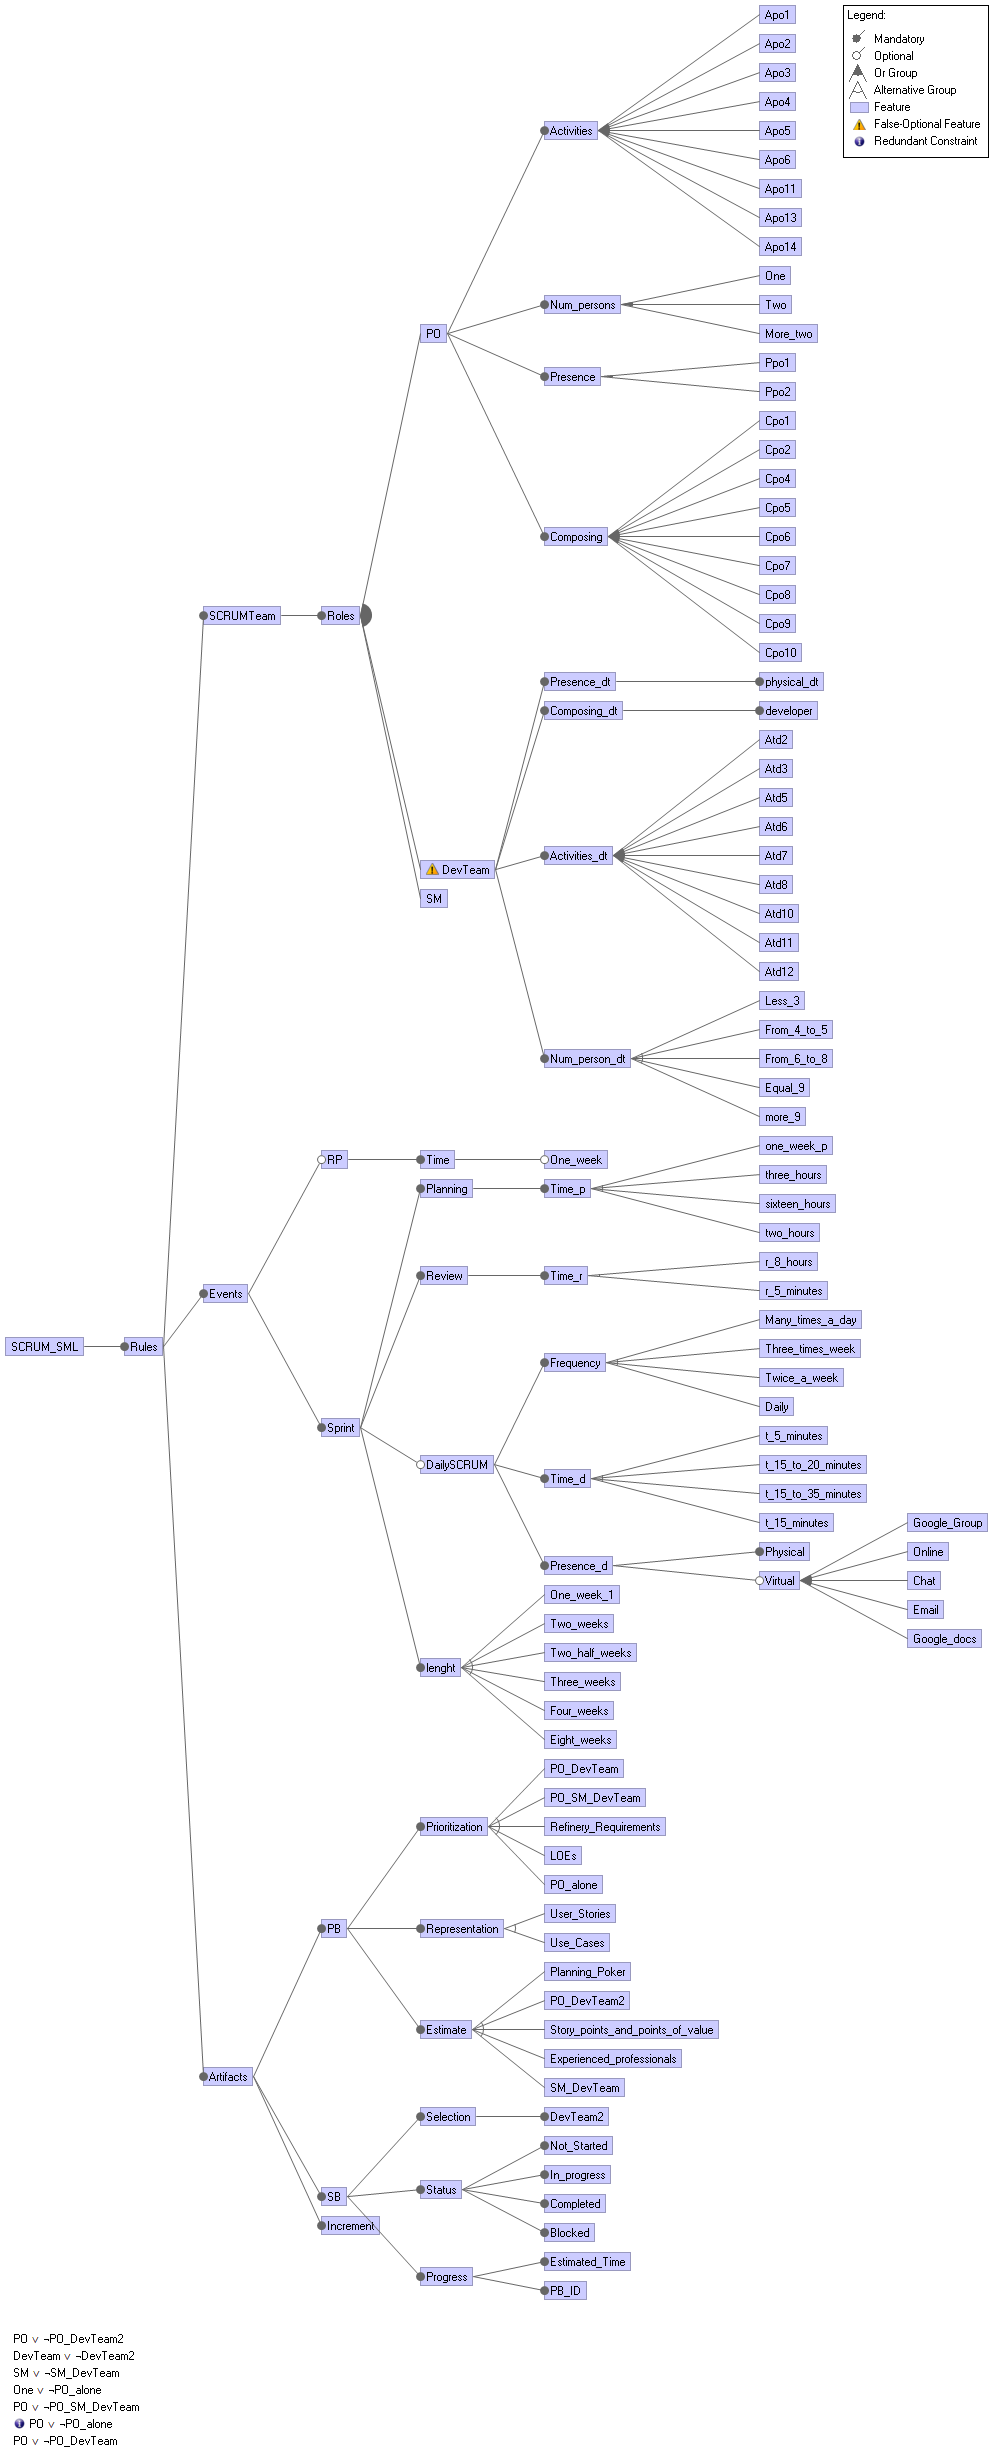 Legend:
Mandatory
Optional
Or Group
Alternative Group
Feature
False-Optional Feature
Redundant Constraint
Apo1
Apo2
Apo3
Apo4
Activities
Apo5
Apo6
Apo11
Apo13
Apo14
One
Num_persons
Two
PO
More_two
Ppo1
Presence
Ppo2
Cpo1
Cpo2
Cpo4
Cpo5
Composing
Cpo6
Cpo7
Cpo8
SCRUMTeam
Roles
Cpo9
Cpo10
Presence_dt
physical_dt
Composing_dt
developer
Atd2
Atd3
Atd5
Atd6
Activities_dt
Atd7
DevTeam
Atd8
SM
Atd10
Atd11
Atd12
Less_3
From_4_to_5
Num_person_dt
From_6_to_8
Equal_9
more_9
one_week_p
RP
Time
One_week
three_hours
Planning
Time_p
sixteen_hours
two_hours
r_8_hours
Review
Time_r
Events
r_5_minutes
Many_times_a_day
SCRUM_SML
Rules
Three_times_week
Frequency
Twice_a_week
Daily
Sprint
t_5_minutes
DailySCRUM
t_15_to_20_minutes
Time_d
t_15_to_35_minutes
t_15_minutes
Google_Group
Physical
Online
Presence_d
Virtual
Chat
One_week_1
Email
Two_weeks
Google_docs
Two_half_weeks
lenght
Three_weeks
Four_weeks
Eight_weeks
PO_DevTeam
PO_SM_DevTeam
Prioritization
Refinery_Requirements
LOEs
PO_alone
User_Stories
PB
Representation
Use_Cases
Planning_Poker
PO_DevTeam2
Estimate
Story_points_and_points_of_value
Experienced_professionals
Artifacts
SM_DevTeam
Selection
DevTeam2
Not_Started
In_progress
Status
SB
Completed
Increment
Blocked
Estimated_Time
Progress
PB_ID
PO ∨ ¬PO_DevTeam2
DevTeam ∨ ¬DevTeam2
SM ∨ ¬SM_DevTeam
One ∨ ¬PO_alone
PO ∨ ¬PO_SM_DevTeam
PO ∨ ¬PO_alone
PO ∨ ¬PO_DevTeam